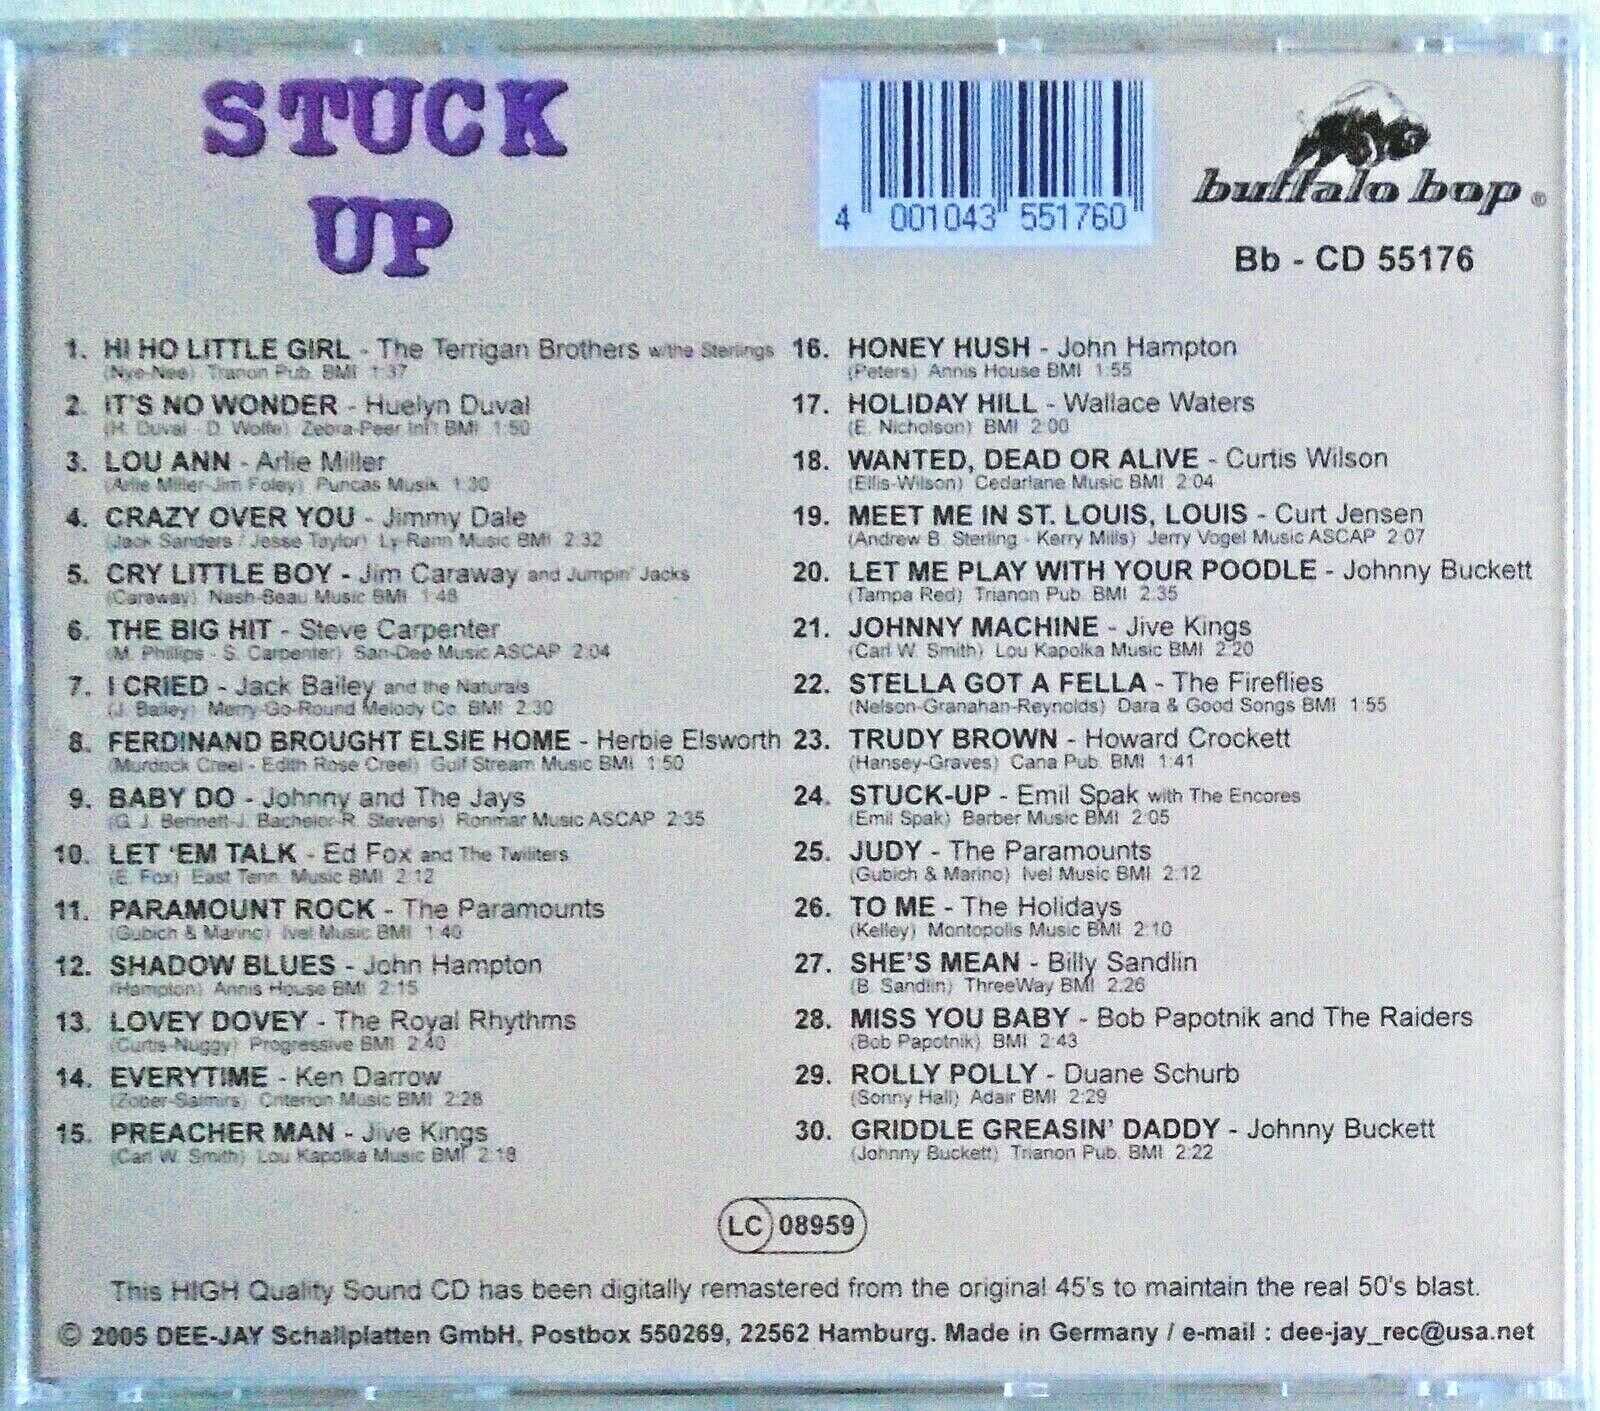 STUCK
UP
4 001043 551760
buffalo bop ®
Bb - CD 55176
1. HI HO LITTLE GIRL - The Terrigan Brothers w/the Sterlings
(Nye-Nee) Trianon Pub. BMI 1:37
2. IT'S NO WONDER - Huelyn Duval
(H. Duval - D. Wolfe) Zebra-Peer Int'l BMI 1:50
3. LOU ANN - Arlie Miller
(Arlie Miller-Jim Foley) Puncas Musik 1:30
4. CRAZY OVER YOU - Jimmy Dale
(Jack Sanders / Jesse Taylor) Ly-Rann Music BMI 2:32
5. CRY LITTLE BOY - Jim Caraway and Jumpin' Jacks
(Caraway) Nash-Beau Music BMI 1:48
6. THE BIG HIT - Steve Carpenter
(M. Phillips - S. Carpenter) San-Dee Music ASCAP 2:04
7. I CRIED - Jack Bailey and the Naturals
(J. Bailey) Merry-Go-Round Melody Co. BMI 2:30
8. FERDINAND BROUGHT ELSIE HOME - Herbie Elsworth
(Murdock Creel - Edith Rose Creel) Gulf Stream Music BMI 1:50
9. BABY DO - Johnny and The Jays
(G. J. Bennett-J. Bachelor-R. Stevens) Ronmar Music ASCAP 2:35
10. LET 'EM TALK - Ed Fox and The Twiliters
(E. Fox) East Tenn. Music BMI 2:12
11. PARAMOUNT ROCK - The Paramounts
(Gubich & Marino) Ivel Music BMI 1:40
12. SHADOW BLUES - John Hampton
(Hampton) Annis House BMI 2:15
13. LOVEY DOVEY - The Royal Rhythms
(Curtis-Nuggy) Progressive BMI 2:40
14. EVERYTIME - Ken Darrow
(Zober-Salmirs) Criterion Music BMI 2:28
15. PREACHER MAN - Jive Kings
(Carl W. Smith) Lou Kapolka Music BMI 2:18
16. HONEY HUSH - John Hampton
(Peters) Annis House BMI 1:55
17. HOLIDAY HILL - Wallace Waters
(E. Nicholson) BMI 2:00
18. WANTED, DEAD OR ALIVE - Curtis Wilson
(Ellis-Wilson) Cedarlane Music BMI 2:04
19. MEET ME IN ST. LOUIS, LOUIS - Curt Jensen
(Andrew B. Sterling - Kerry Mills) Jerry Vogel Music ASCAP 2:07
20. LET ME PLAY WITH YOUR POODLE - Johnny Buckett
(Tampa Red) Trianon Pub. BMI 2:35
21. JOHNNY MACHINE - Jive Kings
(Carl W. Smith) Lou Kapolka Music BMI 2:20
22. STELLA GOT A FELLA - The Fireflies
(Nelson-Granahan-Reynolds) Dara & Good Songs BMI 1:55
23. TRUDY BROWN - Howard Crockett
(Hansey-Graves) Cana Pub. BMI 1:41
24. STUCK-UP - Emil Spak with The Encores
(Emil Spak) Barber Music BMI 2:05
25. JUDY - The Paramounts
(Gubich & Marino) Ivel Music BMI 2:12
26. TO ME - The Holidays
(Kelley) Montopolis Music BMI 2:10
27. SHE'S MEAN - Billy Sandlin
(B. Sandlin) ThreeWay BMI 2:26
28. MISS YOU BABY - Bob Papotnik and The Raiders
(Bob Papotnik) BMI 2:43
29. ROLLY POLLY - Duane Schurb
(Sonny Hall) Adair BMI 2:29
30. GRIDDLE GREASIN' DADDY - Johnny Buckett
(Johnny Buckett) Trianon Pub. BMI 2:22
LC 08959
This HIGH Quality Sound CD has been digitally remastered from the original 45's to maintain the real 50's blast.
© 2005 DEE-JAY Schallplatten GmbH, Postbox 550269, 22562 Hamburg. Made in Germany / e-mail : dee-jay_rec@usa.net